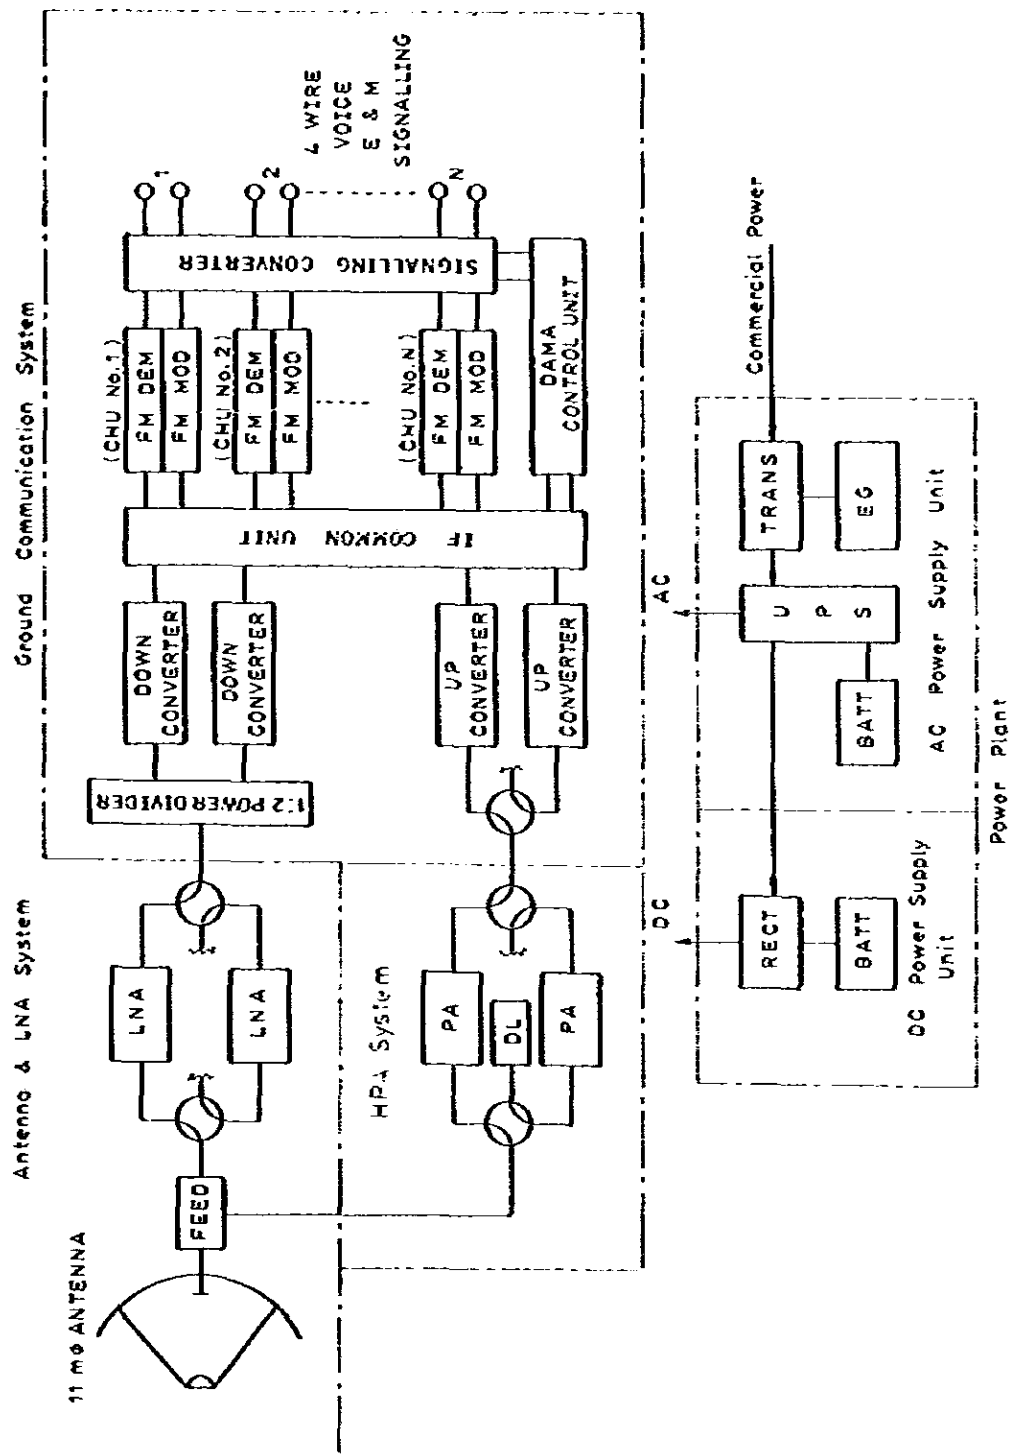 Antenno & LNA System
Ground Communication System
11 mΦ ANTENNA
FEED
LNA
LNA
1:2 POWER DIVIDER
DOWN
CONVERTER
DOWN
CONVERTER
IF COMMON UNIT
(CHU No.1)
FM DEM
FM MOD
(CHU No.2)
FM DEM
FM MOD
(CHU No.N)
FM DEM
FM MOD
SIGNALLING CONVERTER
1
2
N
4 WIRE
VOICE
E & M
SIGNALLING
HPA System
PA
DL
PA
UP
CONVERTER
UP
CONVERTER
DAMA
CONTROL UNIT
DC
AC
RECT
BATT
DC Power Supply
Unit
UPS
BATT
TRANS
EG
Commercial Power
AC Power Supply Unit
Power Plant